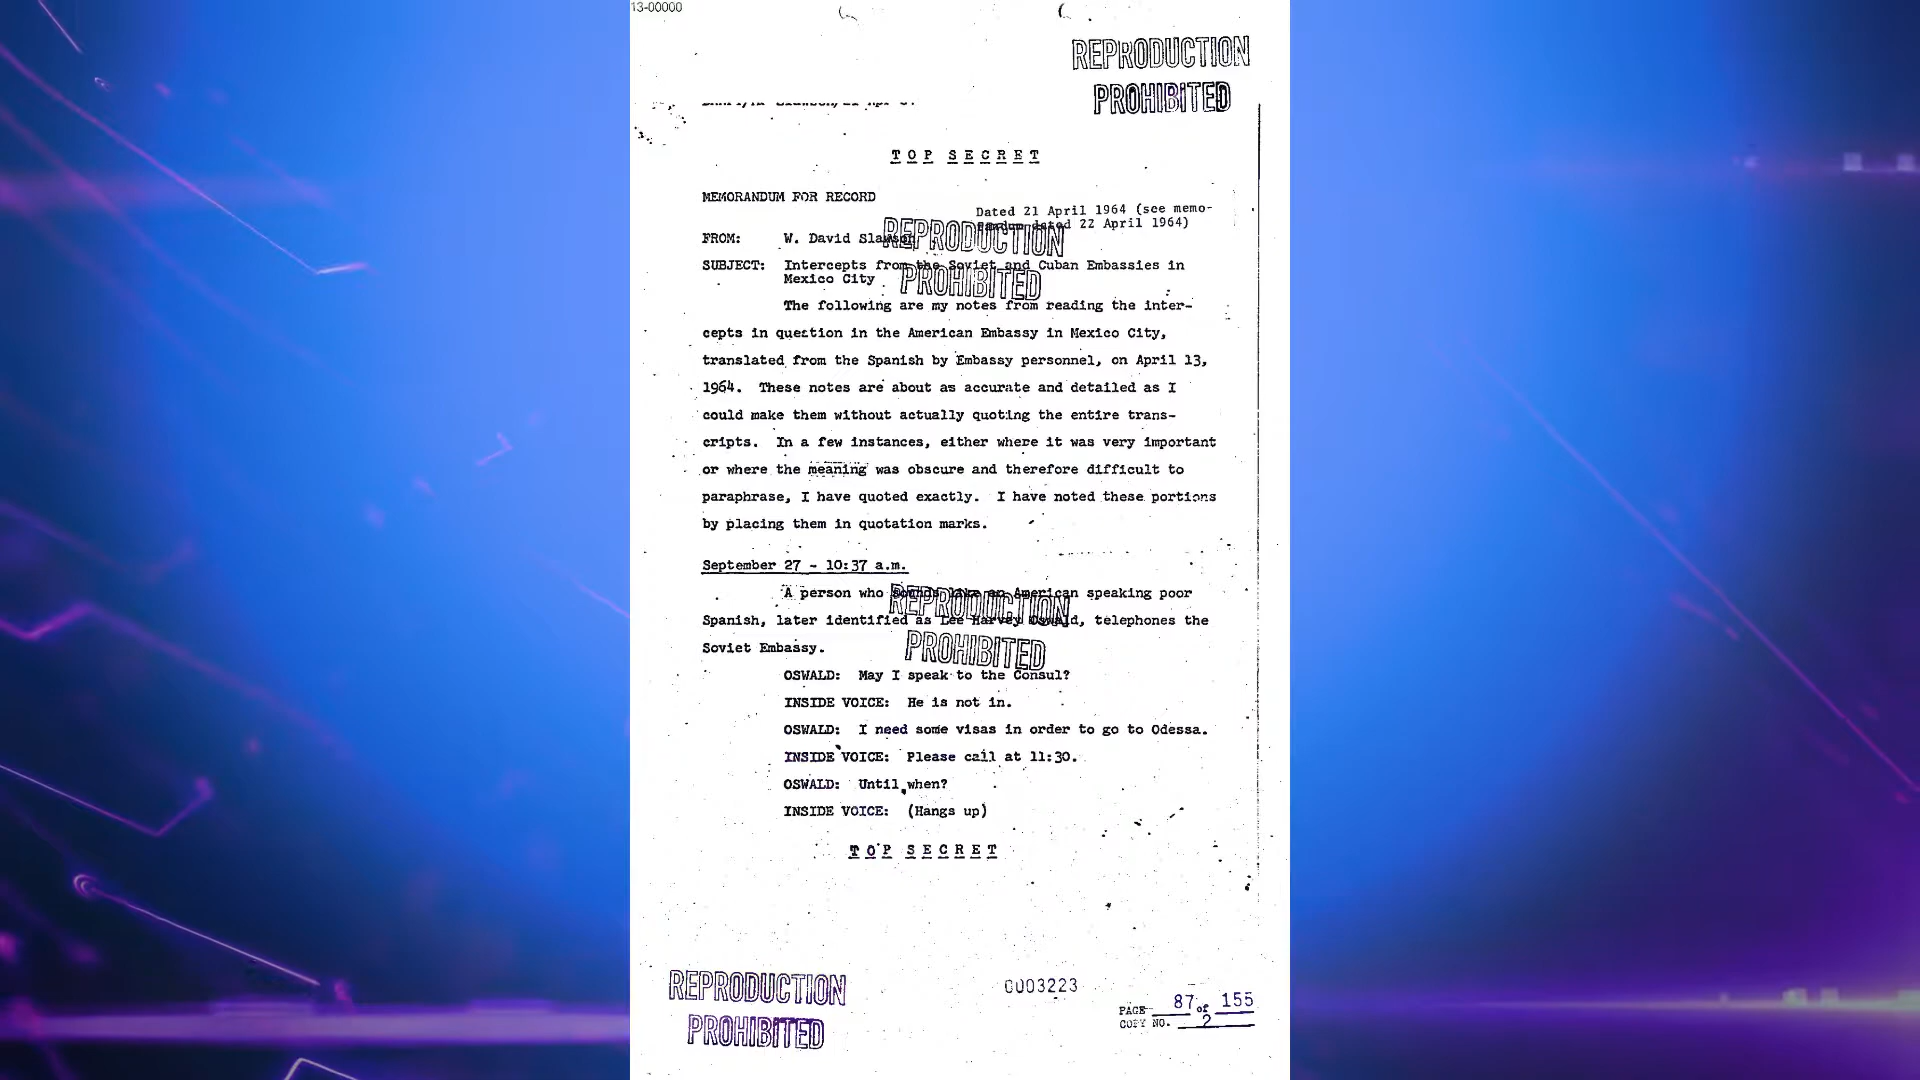 13-00000
REPRODUCTION
PROHIBITED
TOP SECRET
MEMORANDUM FOR RECORD
Dated 21 April 1964 (see memo-
randum dated 22 April 1964)
REPRODUCTION
PROHIBITED
FROM: W. David Slawson
SUBJECT: Intercepts from the Soviet and Cuban Embassies in
Mexico City
The following are my notes from reading the inter-
cepts in question in the American Embassy in Mexico City,
translated from the Spanish by Embassy personnel, on April 13,
1964. These notes are about as accurate and detailed as I
could make them without actually quoting the entire trans-
cripts. In a few instances, either where it was very important
or where the meaning was obscure and therefore difficult to
paraphrase, I have quoted exactly. I have noted these portions
by placing them in quotation marks.
September 27 - 10:37 a.m.
A person who sounds like an American speaking poor
Spanish, later identified as Lee Harvey Oswald, telephones the
Soviet Embassy.
REPRODUCTION
PROHIBITED
OSWALD: May I speak to the Consul?
INSIDE VOICE: He is not in.
OSWALD: I need some visas in order to go to Odessa.
INSIDE VOICE: Please call at 11:30.
OSWALD: Until when?
INSIDE VOICE: (Hangs up)
TOP SECRET
REPRODUCTION
PROHIBITED
0003223
PAGE 87 of 155
COPY NO. 2